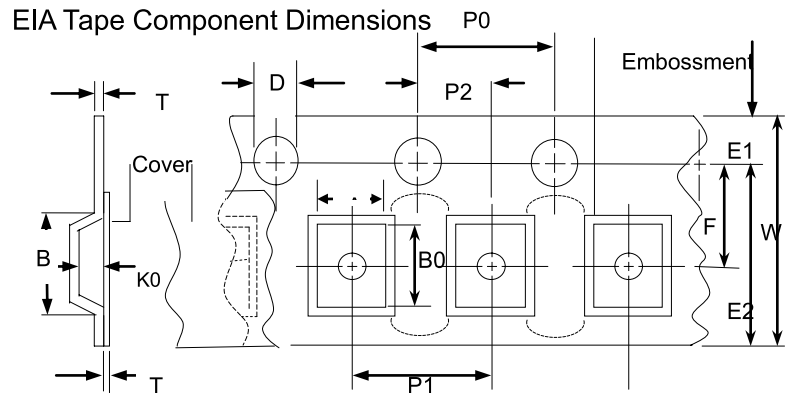 EIA Tape Component Dimensions
P0
Embossment
D
P2
T
Cover
E1
F
W
B
B0
K0
E2
P1
T